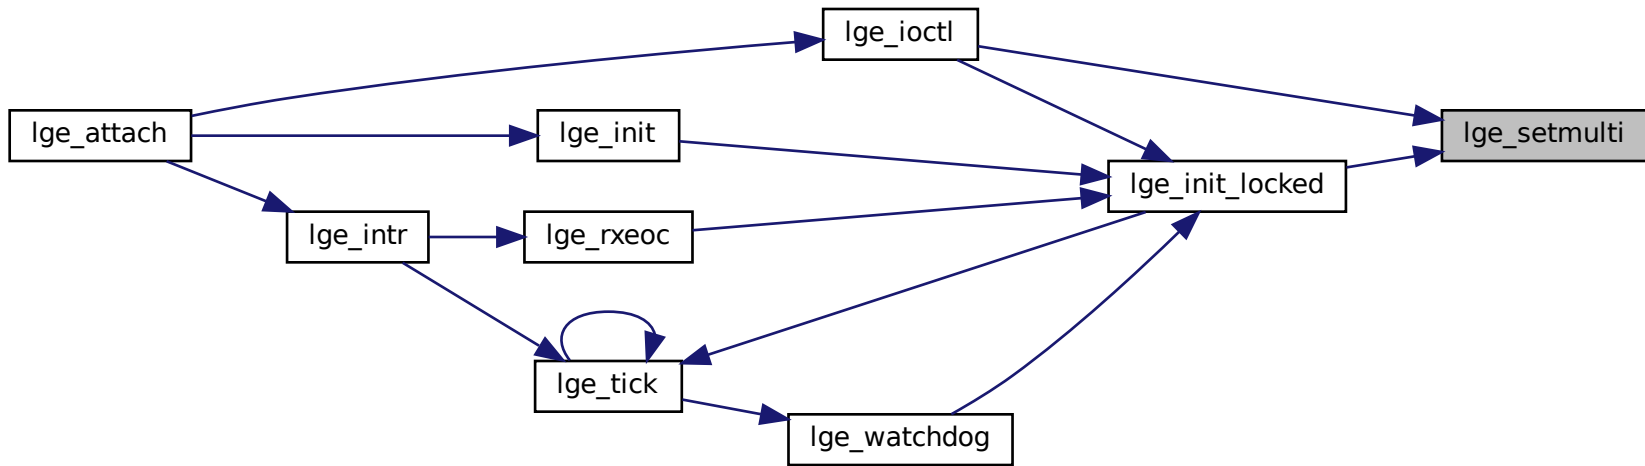 lge_ioctl
lge_attach
lge_init
lge_setmulti
lge_init_locked
lge_intr
lge_rxeoc
lge_tick
lge_watchdog